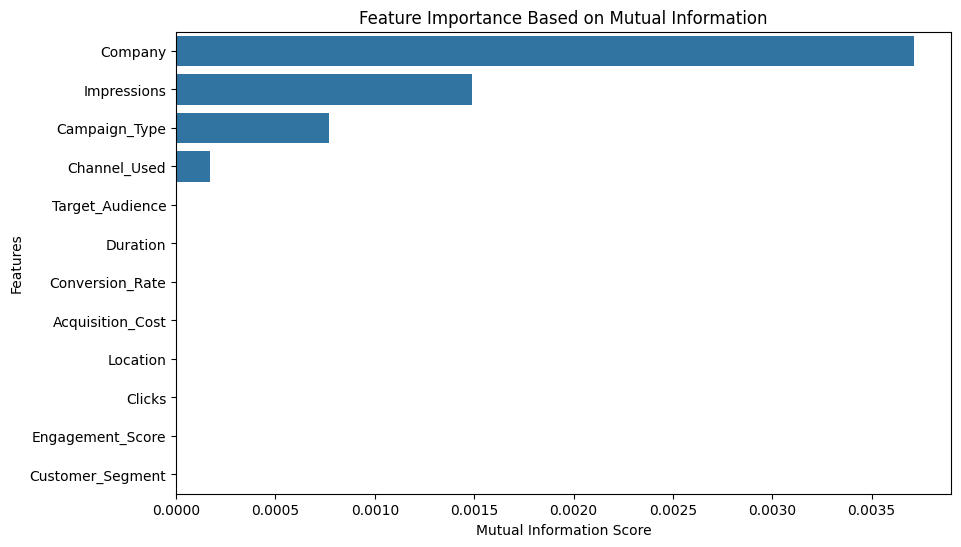 Feature Importance Based on Mutual Information
Features
Company
Impressions
Campaign_Type
Channel_Used
Target_Audience
Duration
Conversion_Rate
Acquisition_Cost
Location
Clicks
Engagement_Score
Customer_Segment
0.0000 0.0005 0.0010 0.0015 0.0020 0.0025 0.0030 0.0035
Mutual Information Score